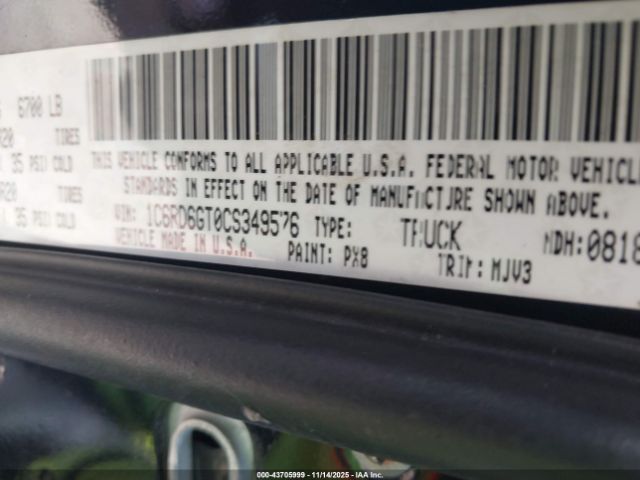 6700 LB
TIRES
35 PSI/COLD
TIRES
35 PSI/COLD
THIS VEHICLE CONFORMS TO ALL APPLICABLE U.S.A. FEDERAL MOTOR VEHICLE
STANDARDS IN EFFECT ON THE DATE OF MANUFACTURE SHOWN ABOVE.
VIN: 1C6RD6GT0CS349576 TYPE: TRUCK MDH:0818
VEHICLE MADE IN U.S.A. PAINT: PX8 TRIM: MJV3
000-43705999 - 11/14/2025 - IAAI Inc.